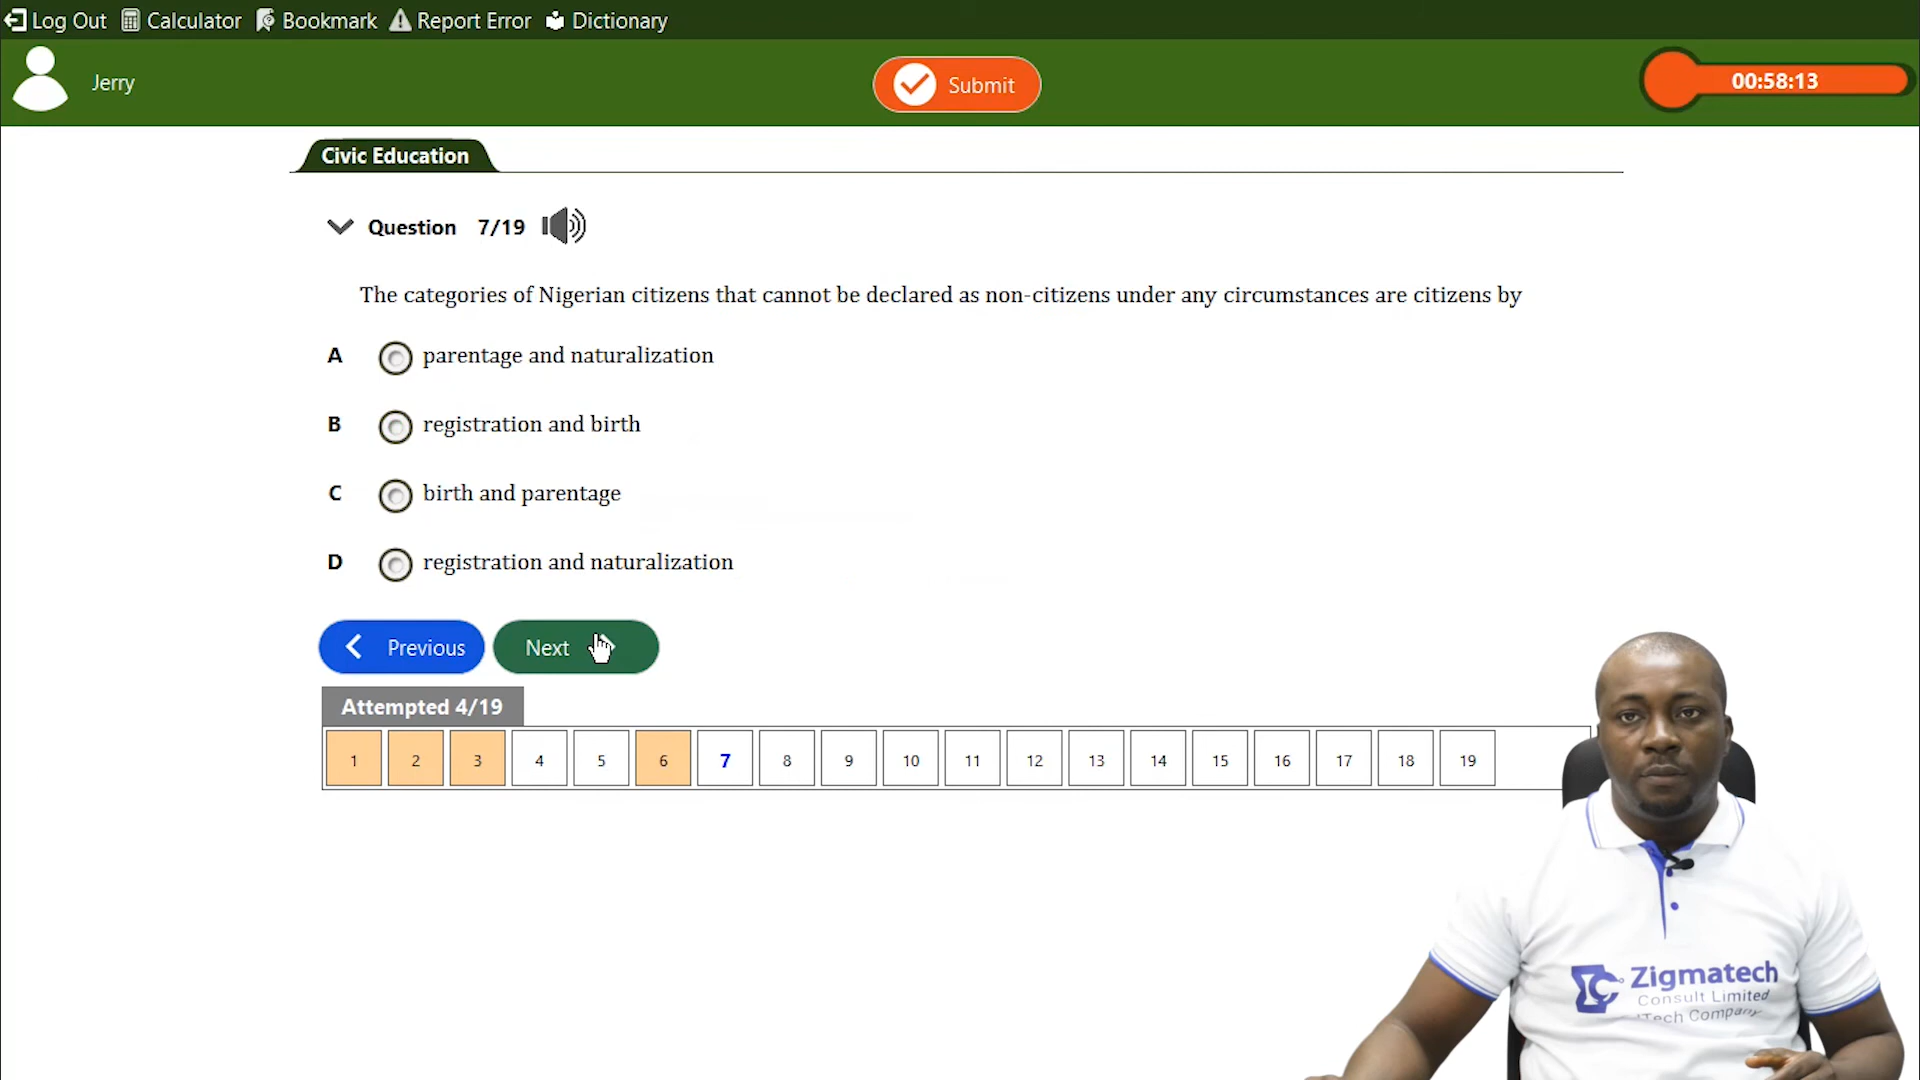 Log Out Calculator Bookmark Report Error Dictionary
Jerry
Submit
00:58:13
Civic Education
Question 7/19
The categories of Nigerian citizens that cannot be declared as non-citizens under any circumstances are citizens by
A parentage and naturalization
B registration and birth
C birth and parentage
D registration and naturalization
Previous Next
Attempted 4/19
1 2 3 4 5 6 7 8 9 10 11 12 13 14 15 16 17 18 19
Zigmatech
Consult Limited
Tech Company